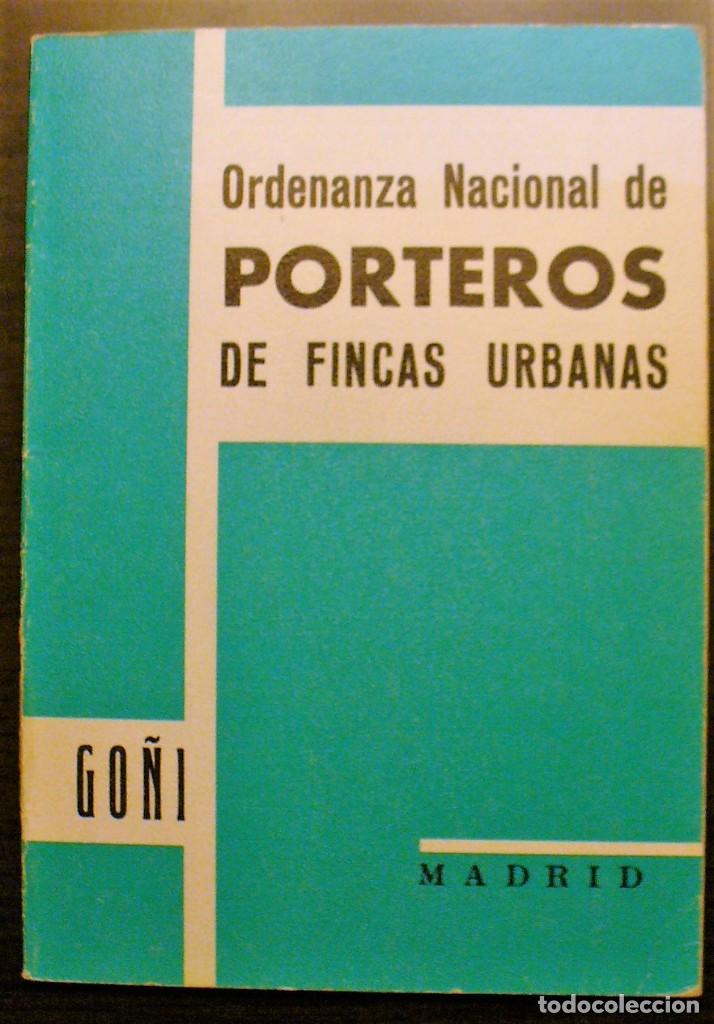 Ordenanza Nacional de
PORTEROS
DE FINCAS URBANAS
GOÑI
MADRID
todocoleccion